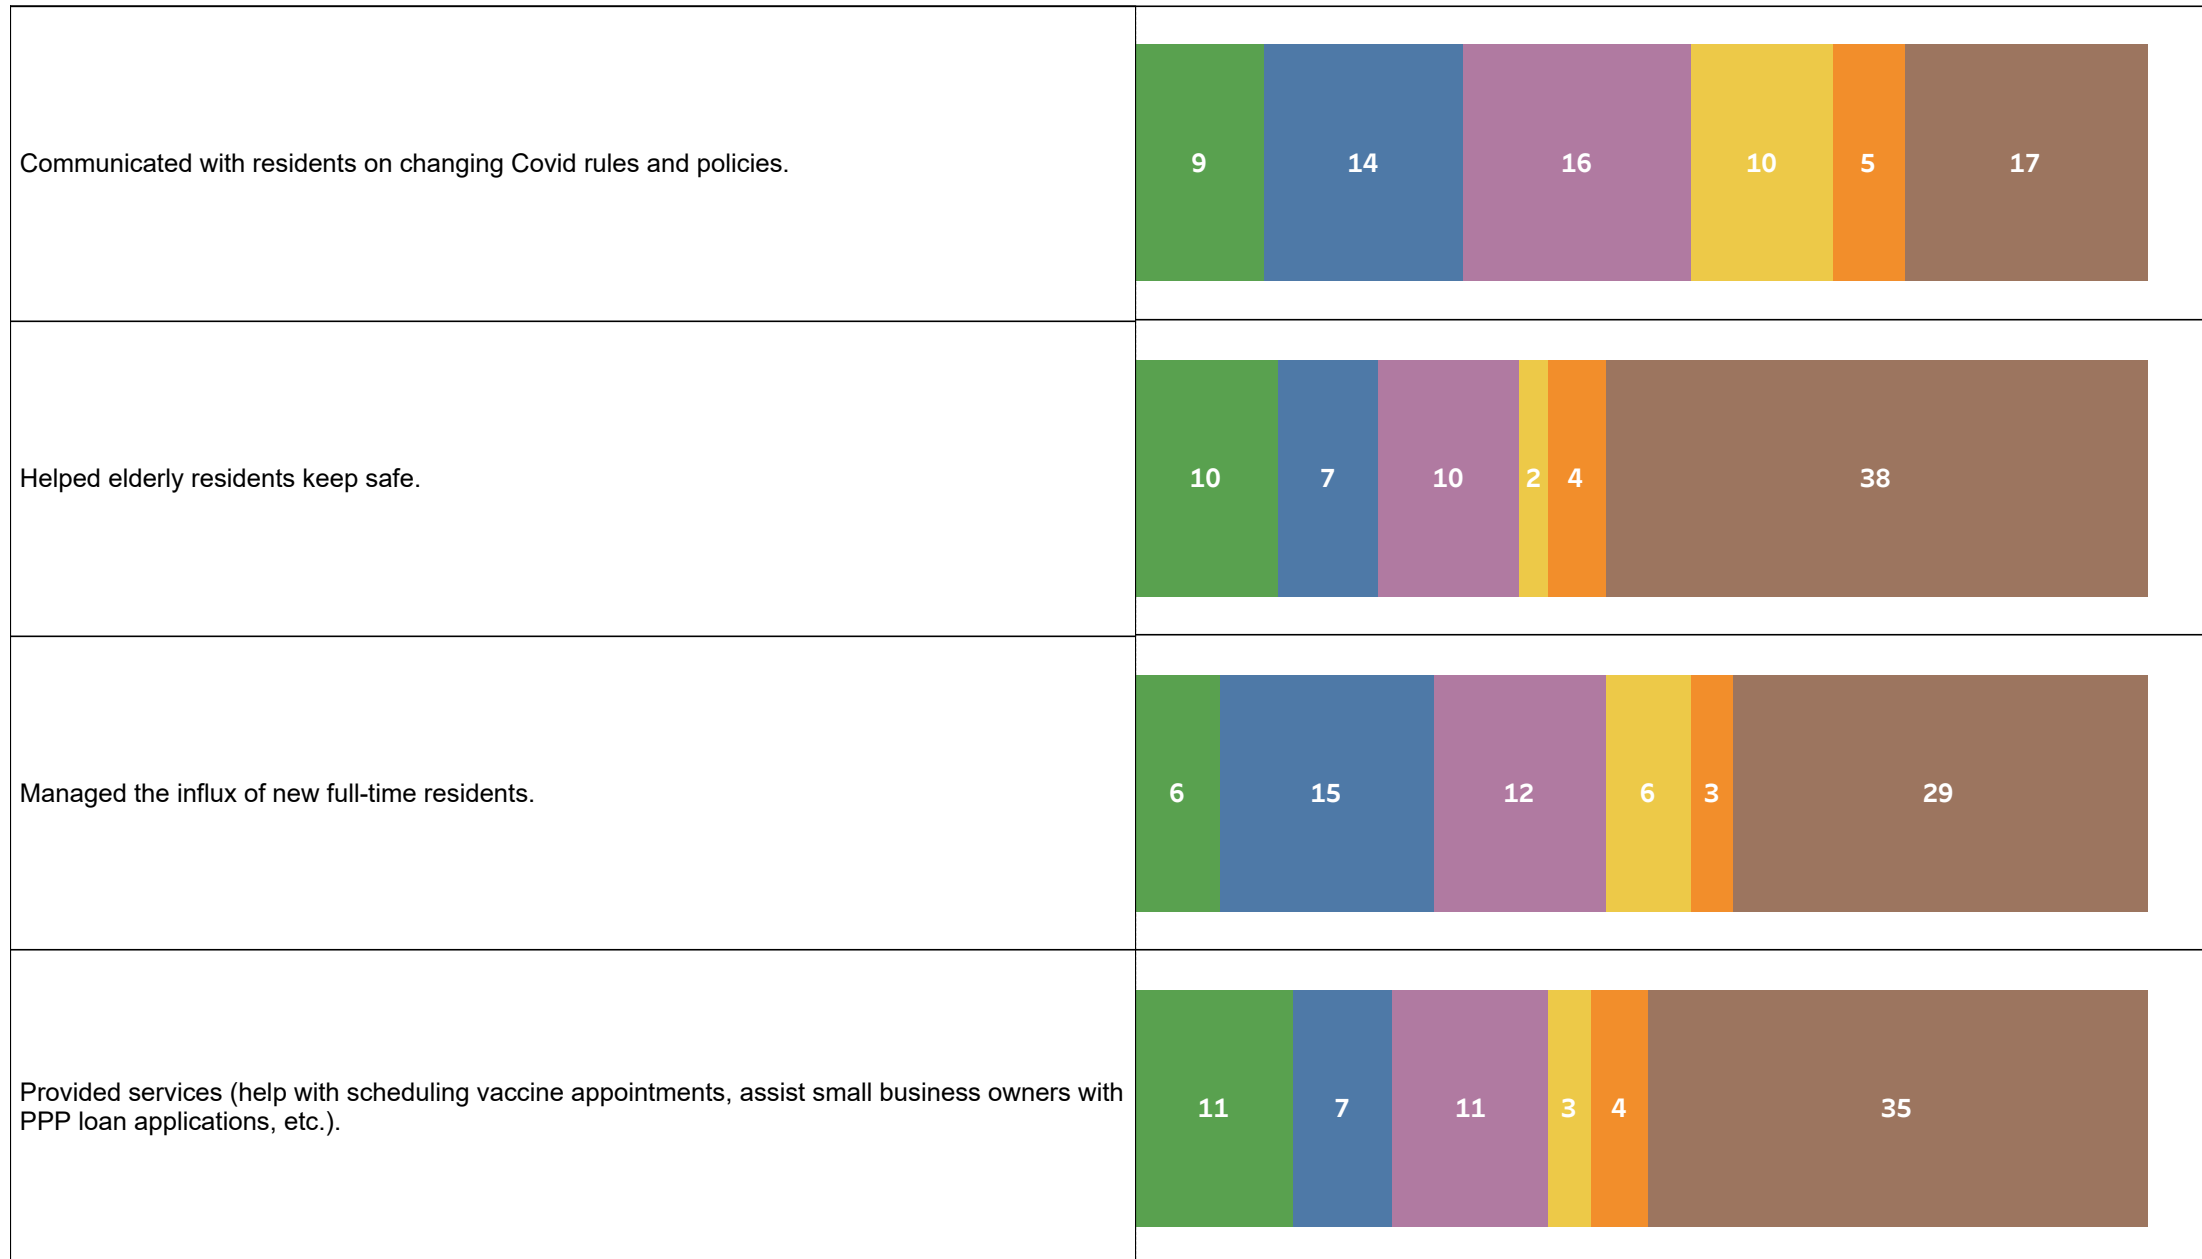 Communicated with residents on changing Covid rules and policies.
9 14 16 10 5 17
Helped elderly residents keep safe.
10 7 10 2 4 38
Managed the influx of new full-time residents.
6 15 12 6 3 29
Provided services (help with scheduling vaccine appointments, assist small business owners with
PPP loan applications, etc.).
11 7 11 3 4 35